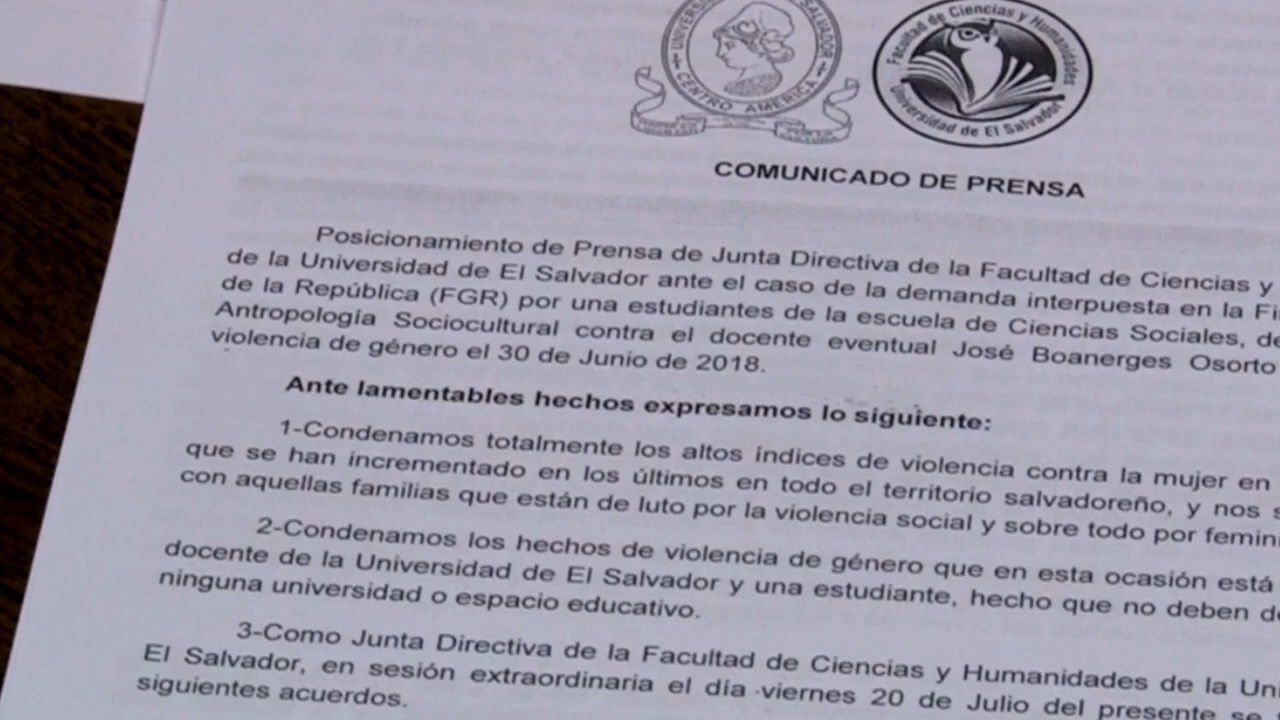 UNIVERSI
SALVADOR
CENTRO AMERICA
Facultad de Ciencias y Humanidades
Universidad de El Salvador
COMUNICADO DE PRENSA
Posicionamiento de Prensa de Junta Directiva de la Facultad de Ciencias y
de la Universidad de El Salvador ante el caso de la demanda interpuesta en la Fis
de la República (FGR) por una estudiantes de la escuela de Ciencias Sociales, de
Antropología Sociocultural contra el docente eventual José Boanerges Osorto
violencia de género el 30 de Junio de 2018.
Ante lamentables hechos expresamos lo siguiente:
1-Condenamos totalmente los altos índices de violencia contra la mujer en
que se han incrementado en los últimos en todo el territorio salvadoreño, y nos s
con aquellas familias que están de luto por la violencia social y sobre todo por femini
2-Condenamos los hechos de violencia de género que en esta ocasión está
docente de la Universidad de El Salvador y una estudiante, hecho que no deben de
ninguna universidad o espacio educativo.
3-Como Junta Directiva de la Facultad de Ciencias y Humanidades de la Uni
El Salvador, en sesión extraordinaria el día viernes 20 de Julio del presente se
siguientes acuerdos.